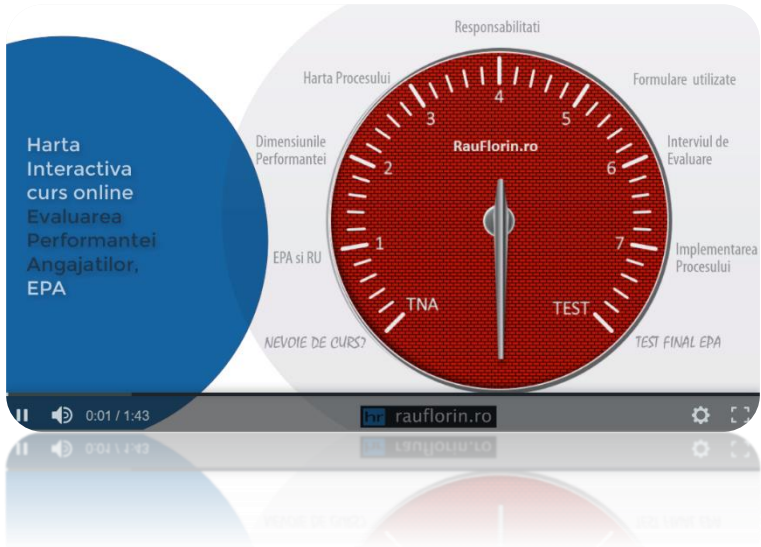 Harta
Interactiva
curs online
Evaluarea
Performantei
Angajatilor,
EPA
Responsabilitati
Harta Procesului
Formulare utilizate
Dimensiunile
Performantei
Interviul de
Evaluare
EPA si RU
Implementarea
Procesului
NEVOIE DE CURS?
TEST FINAL EPA
RauFlorin.ro
TNA
1
2
3
4
5
6
7
TEST
0:01 / 1:43
hr rauflorin.ro